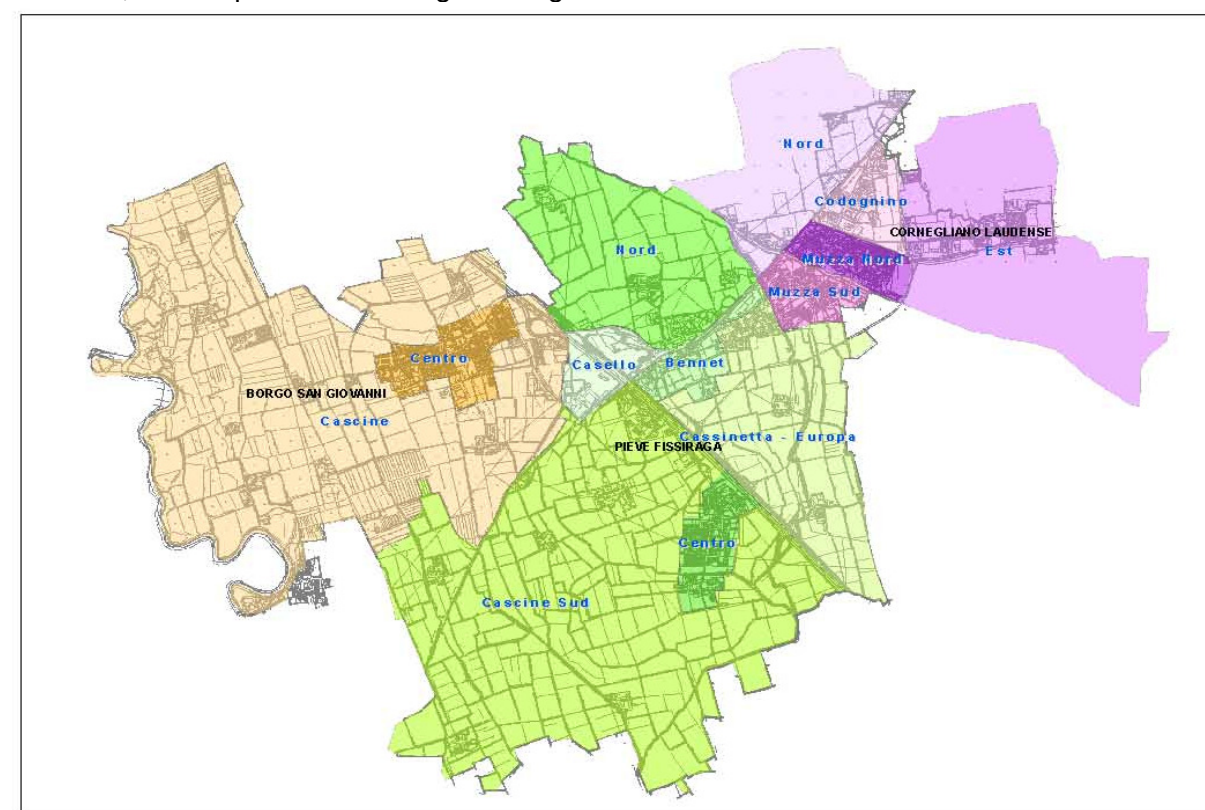 Nord
Codognino
CORNEGLIANO LAUDENSE
Est
Nord
Muzza Nord
Muzza Sud
Centro
Casello
Bennet
BORGO SAN GIOVANNI
Cascine
Cassinetta - Europa
PIEVE FISSIRAGA
Centro
Cascine Sud